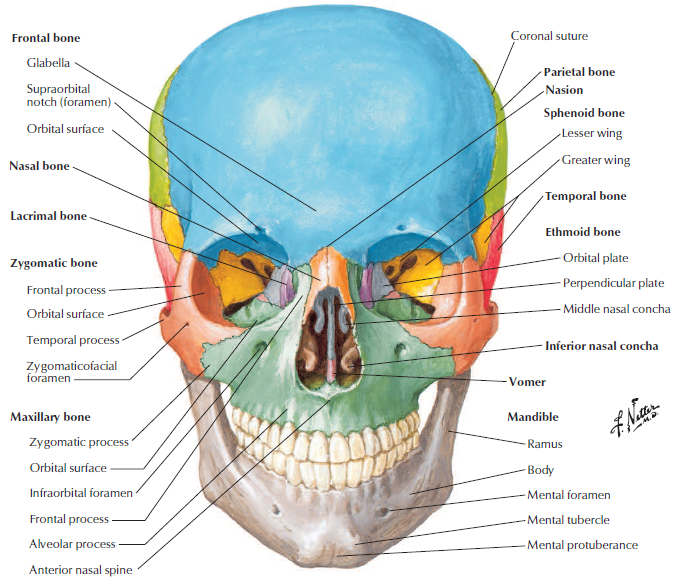 Frontal bone
Glabella
Supraorbital
notch (foramen)
Orbital surface
Nasal bone
Lacrimal bone
Zygomatic bone
Frontal process
Orbital surface
Temporal process
Zygomaticofacial
foramen
Maxillary bone
Zygomatic process
Orbital surface
Infraorbital foramen
Frontal process
Alveolar process
Anterior nasal spine
Coronal suture
Parietal bone
Nasion
Sphenoid bone
Lesser wing
Greater wing
Temporal bone
Ethmoid bone
Orbital plate
Perpendicular plate
Middle nasal concha
Inferior nasal concha
Vomer
Mandible
Ramus
Body
Mental foramen
Mental tubercle
Mental protuberance
F. Netter
M.D.